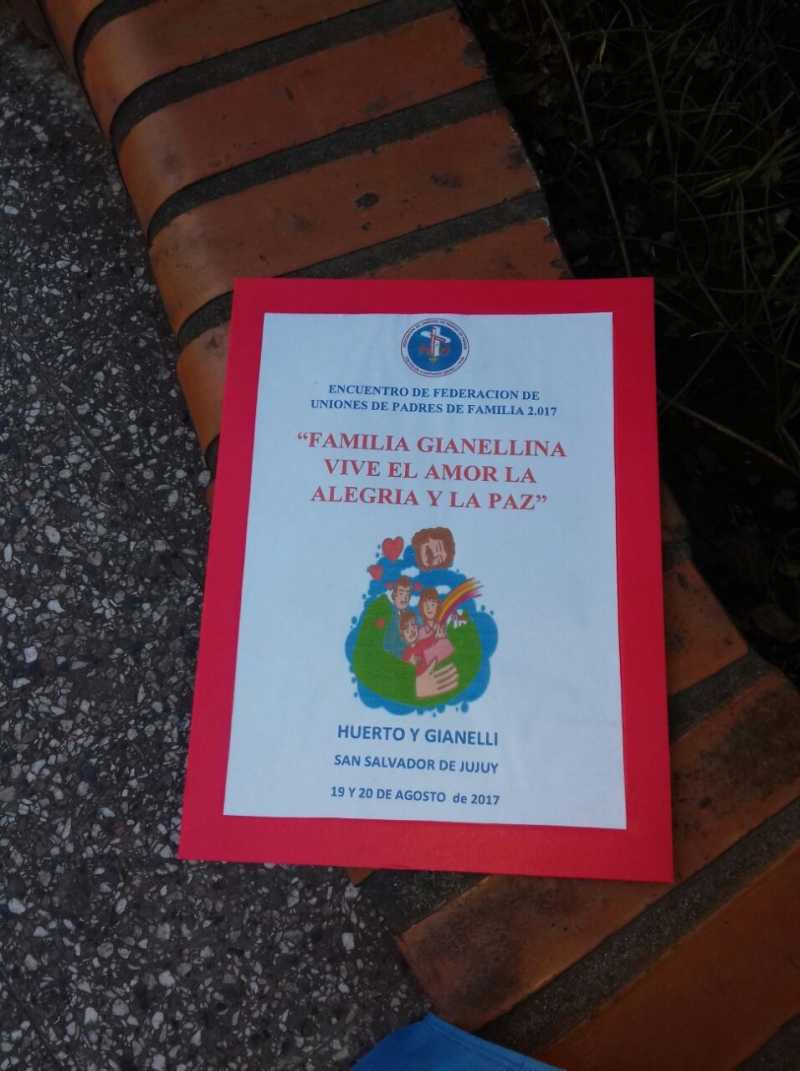 ENCUENTRO DE FEDERACION DE
UNIONES DE PADRES DE FAMILIA 2.017
“FAMILIA GIANELLINA
VIVE EL AMOR LA
ALEGRIA Y LA PAZ”
HUERTO Y GIANELLI
SAN SALVADOR DE JUJUY
19 Y 20 DE AGOSTO de 2017